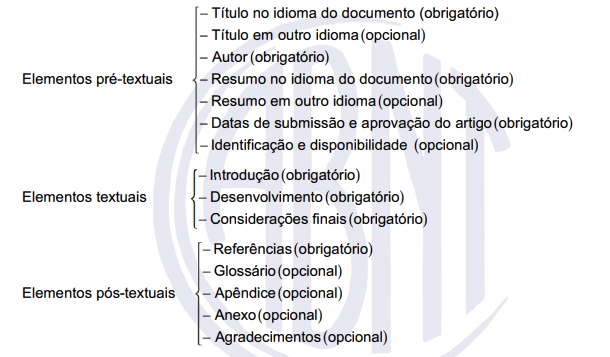 – Título no idioma do documento (obrigatório)
– Título em outro idioma (opcional)
– Autor (obrigatório)
Elementos pré-textuais – Resumo no idioma do documento (obrigatório)
– Resumo em outro idioma (opcional)
– Datas de submissão e aprovação do artigo (obrigatório)
– Identificação e disponibilidade (opcional)
– Introdução (obrigatório)
Elementos textuais – Desenvolvimento (obrigatório)
– Considerações finais (obrigatório)
– Referências (obrigatório)
– Glossário (opcional)
Elementos pós-textuais – Apêndice (opcional)
– Anexo (opcional)
– Agradecimentos (opcional)
ABNT